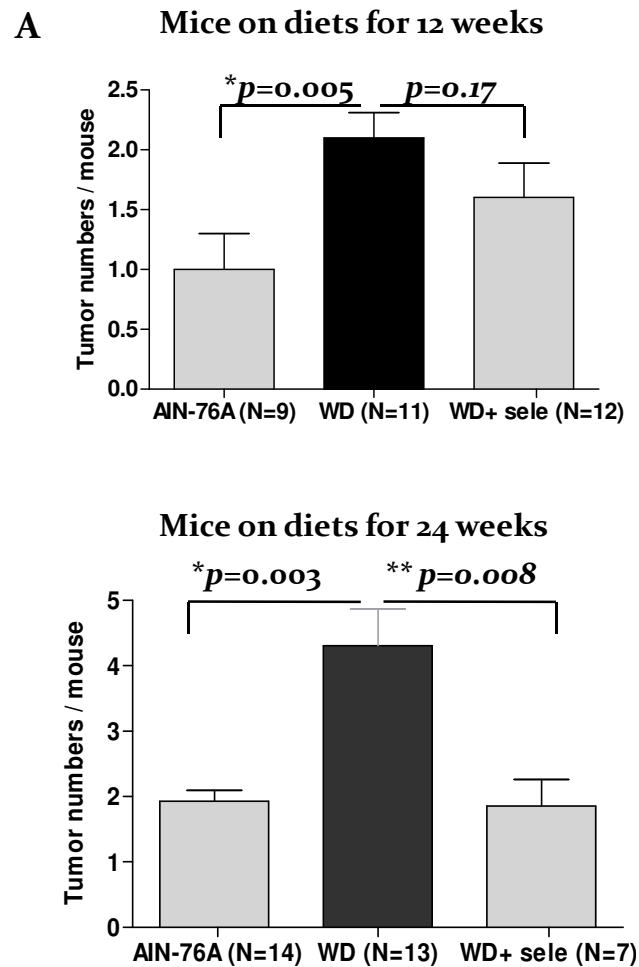 A
Mice on diets for 12 weeks
*p=0.005 p=0.17
Tumor numbers / mouse
2.5
2.0
1.5
1.0
0.5
0.0
AIN-76A (N=9) WD (N=11) WD+ sele (N=12)
Mice on diets for 24 weeks
*p=0.003 ** p=0.008
Tumor numbers / mouse
5
4
3
2
1
0
AIN-76A (N=14) WD (N=13) WD+ sele (N=7)